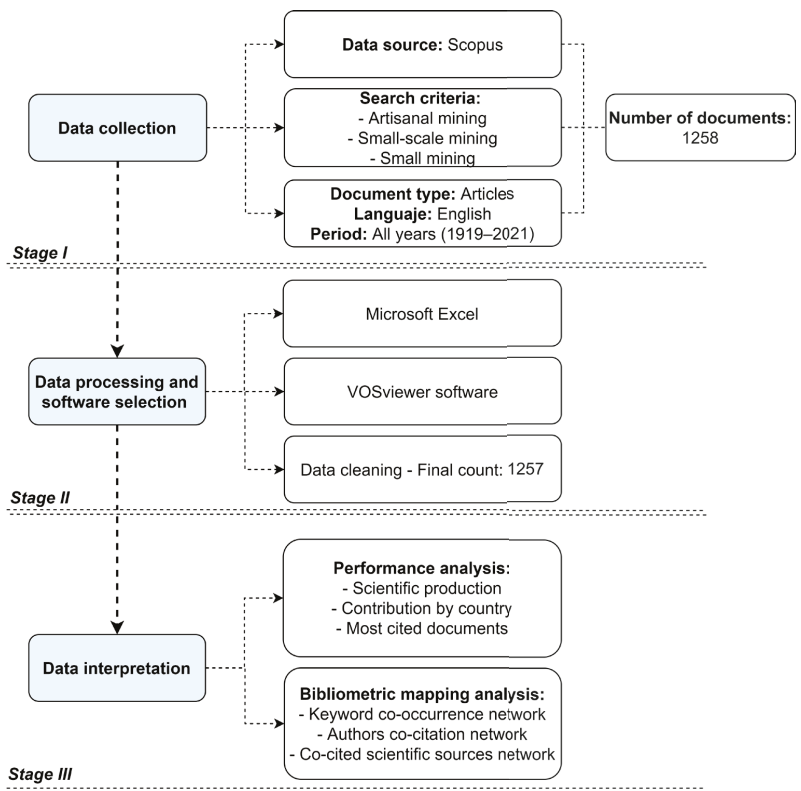 Data collection
Data source: Scopus
Search criteria:
- Artisanal mining
- Small-scale mining
- Small mining
Document type: Articles
Languaje: English
Period: All years (1919–2021)
Number of documents:
1258
Stage I
Data processing and
software selection
Microsoft Excel
VOSviewer software
Data cleaning - Final count: 1257
Stage II
Data interpretation
Performance analysis:
- Scientific production
- Contribution by country
- Most cited documents
Bibliometric mapping analysis:
- Keyword co-occurrence network
- Authors co-citation network
- Co-cited scientific sources network
Stage III